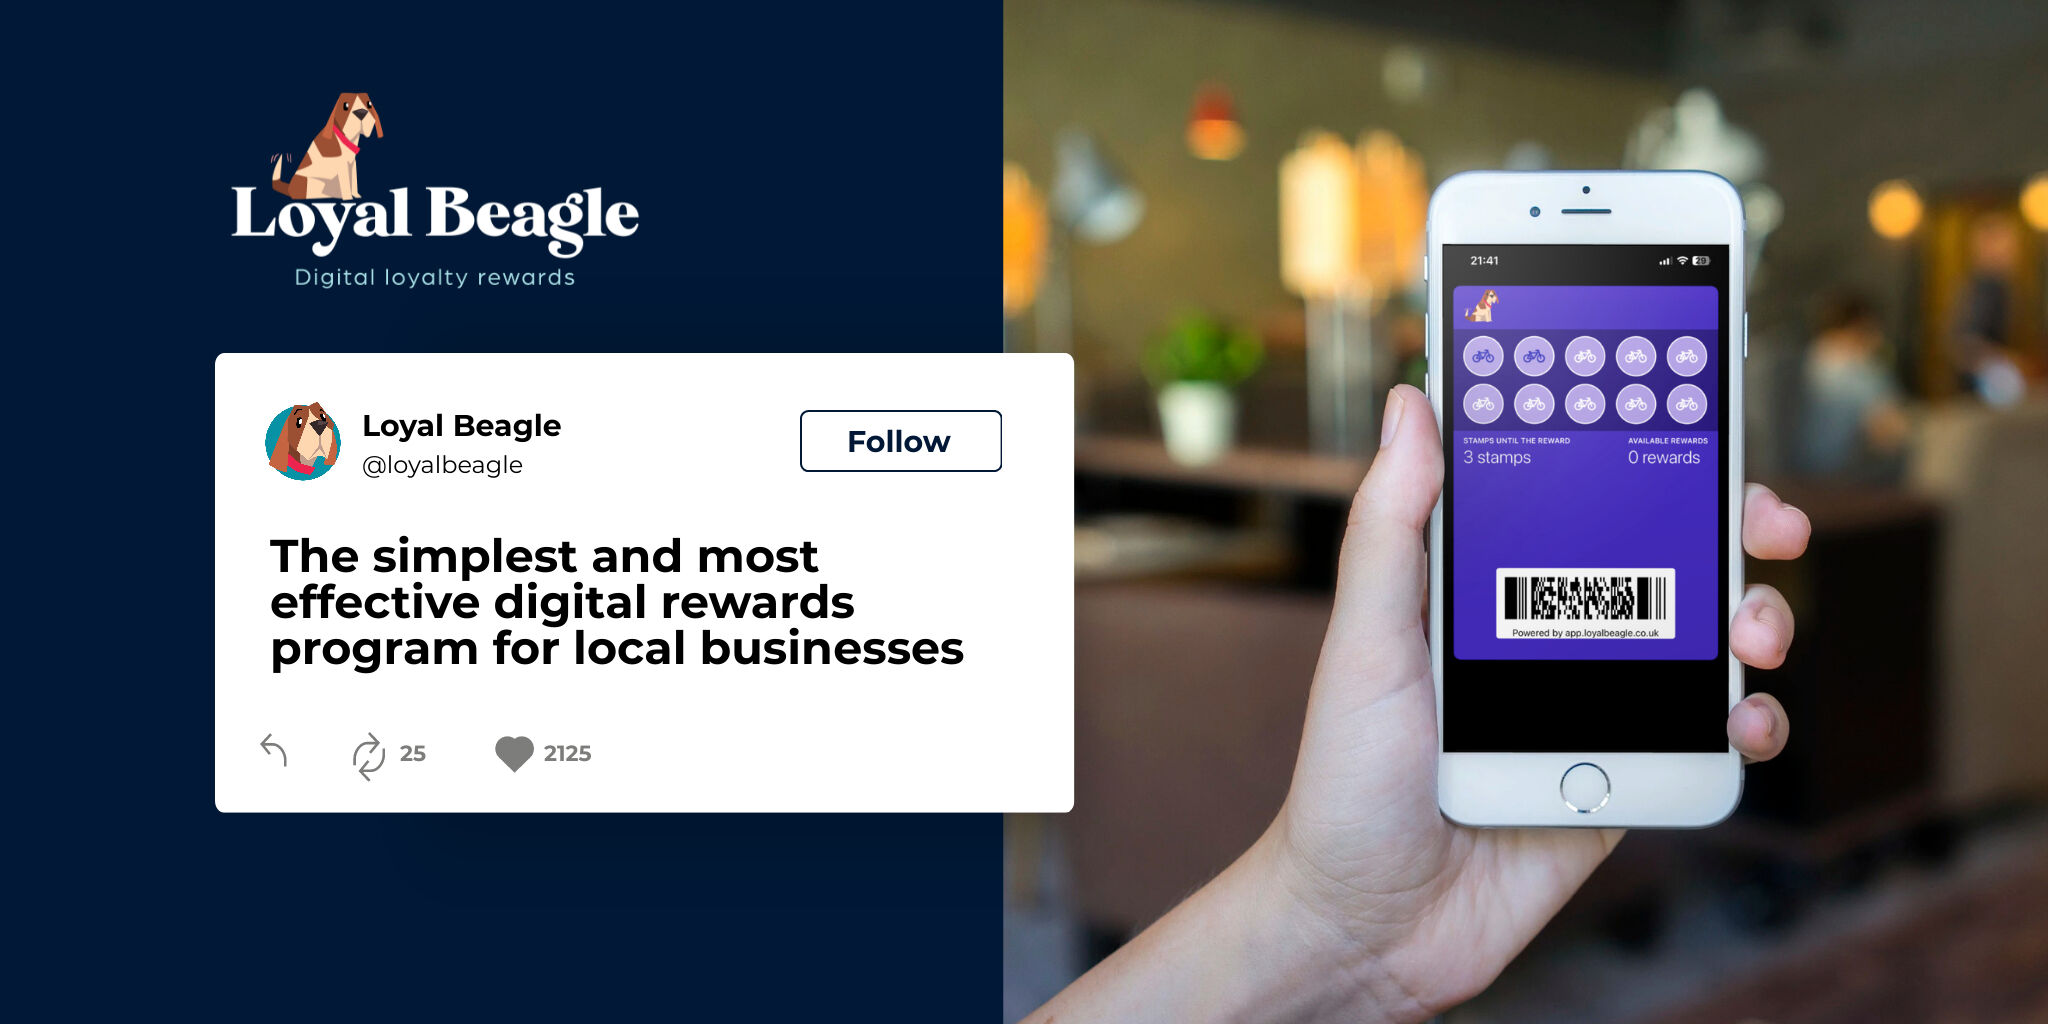 Loyal Beagle
Digital loyalty rewards
Loyal Beagle
@loyalbeagle
Follow
The simplest and most
effective digital rewards
program for local businesses
25
2125
21:41
29
STAMPS UNTIL THE REWARD
AVAILABLE REWARDS
3 stamps
0 rewards
Powered by app.loyalbeagle.co.uk